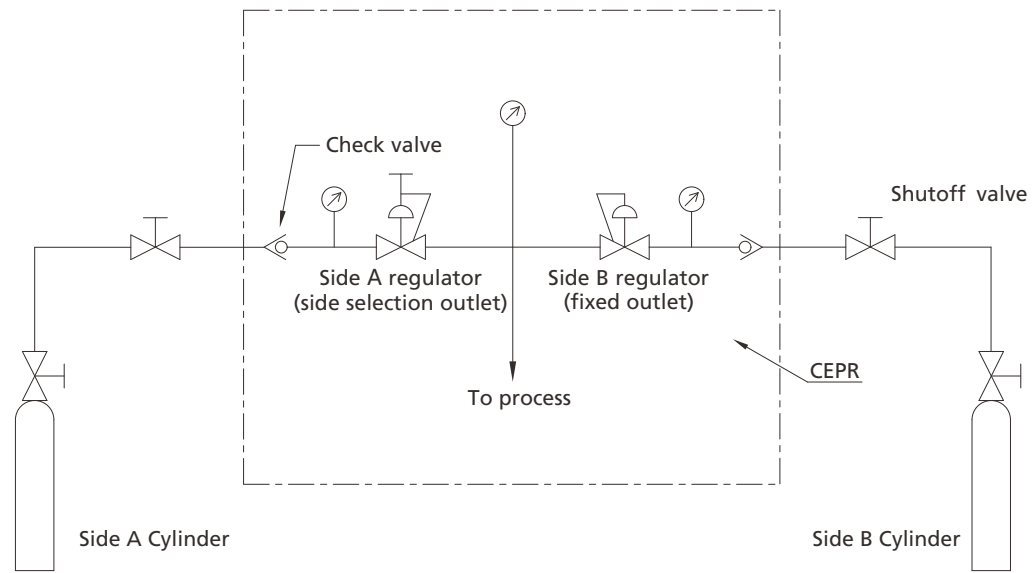 Check valve
Shutoff valve
Side A regulator
(side selection outlet)
Side B regulator
(fixed outlet)
CEPR
To process
Side A Cylinder
Side B Cylinder